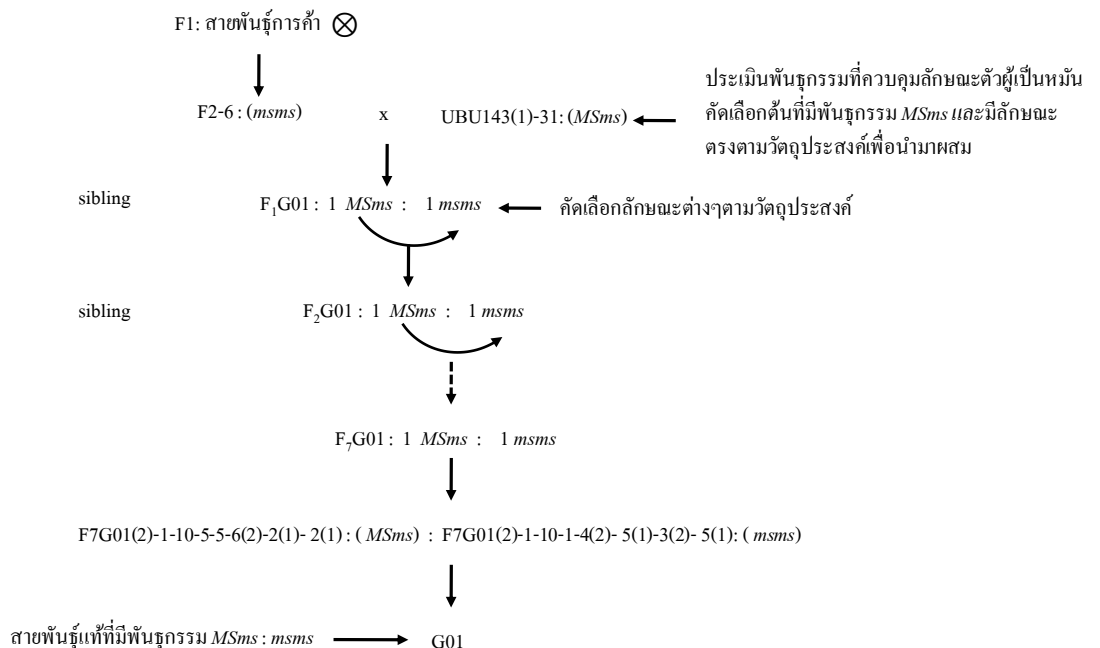 F1: สายพันธุ์การค้า ⊗
ประเมินพันธุกรรมที่ควบคุมลักษณะตัวผู้เป็นหมัน
F2-6 : (msms) x UBU143(1)-31: (MSms)
คัดเลือกต้นที่มีพันธุกรรม MSms และมีลักษณะ
ตรงตามวัตถุประสงค์เพื่อนำมาผสม
sibling F₁G01 : 1 MSms : 1 msms คัดเลือกลักษณะต่างๆตามวัตถุประสงค์
sibling F₂G01 : 1 MSms : 1 msms
F₇G01 : 1 MSms : 1 msms
F7G01(2)-1-10-5-5-6(2)-2(1)- 2(1) : ( MSms) : F7G01(2)-1-10-1-4(2)- 5(1)-3(2)- 5(1): ( msms)
สายพันธุ์แท้ที่มีพันธุกรรม MSms : msms G01